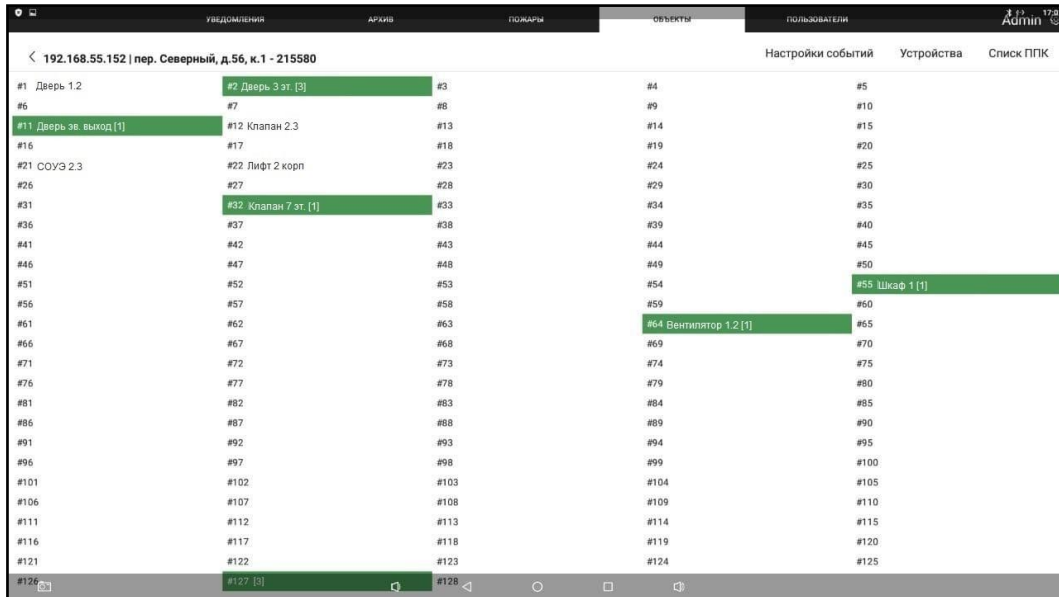 УВЕДОМЛЕНИЯ АРХИВ ПОЖАРЫ ОБЪЕКТЫ ПОЛЬЗОВАТЕЛИ Admin
192.168.55.152 | пер. Северный, д.56, к.1 - 215580 Настройки событий Устройства Список ППК
#1 Дверь 1.2 #2 Дверь 3 эт. [3] #3 #4 #5
#6 #7 #8 #9 #10
#11 Дверь эв. выход [1] #12 Клапан 2.3 #13 #14 #15
#16 #17 #18 #19 #20
#21 СОУЭ 2.3 #22 Лифт 2 корп #23 #24 #25
#26 #27 #28 #29 #30
#31 #32 Клапан 7 эт. [1] #33 #34 #35
#36 #37 #38 #39 #40
#41 #42 #43 #44 #45
#46 #47 #48 #49 #50
#51 #52 #53 #54 #55 Шкаф 1 [1]
#56 #57 #58 #59 #60
#61 #62 #63 #64 Вентилятор 1.2 [1] #65
#66 #67 #68 #69 #70
#71 #72 #73 #74 #75
#76 #77 #78 #79 #80
#81 #82 #83 #84 #85
#86 #87 #88 #89 #90
#91 #92 #93 #94 #95
#96 #97 #98 #99 #100
#101 #102 #103 #104 #105
#106 #107 #108 #109 #110
#111 #112 #113 #114 #115
#116 #117 #118 #119 #120
#121 #122 #123 #124 #125
#126 #127 [3] #128